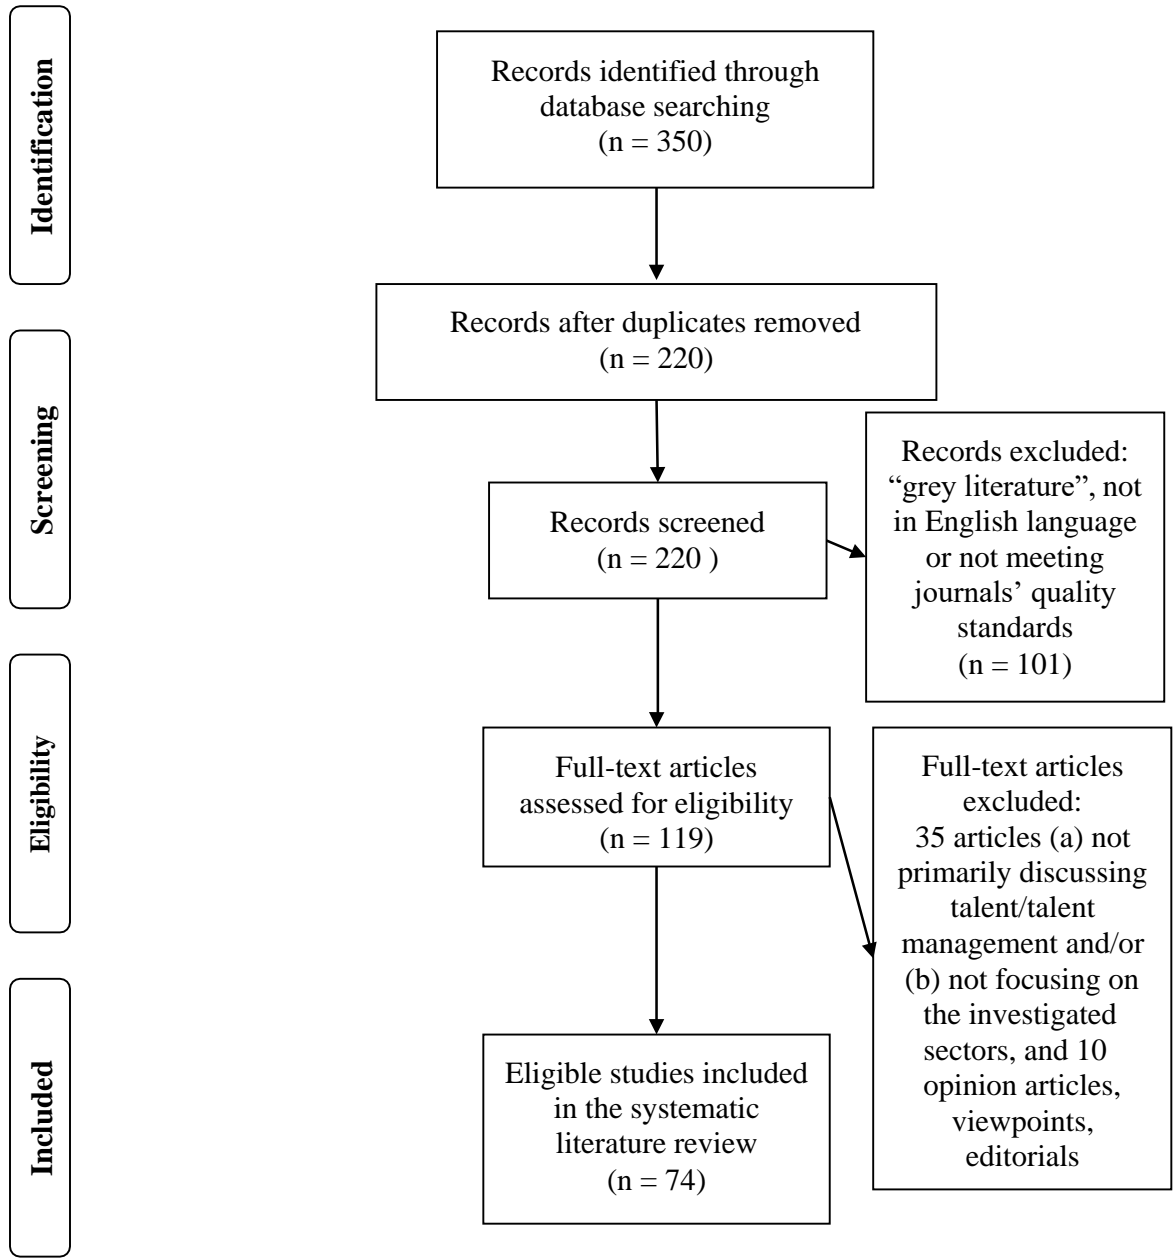 Identification
Records identified through
database searching
(n = 350)
Records after duplicates removed
(n = 220)
Screening
Records screened
(n = 220 )
Records excluded:
“grey literature”, not
in English language
or not meeting
journals’ quality
standards
(n = 101)
Eligibility
Full-text articles
assessed for eligibility
(n = 119)
Full-text articles
excluded:
35 articles (a) not
primarily discussing
talent/talent
management and/or
(b) not focusing on
the investigated
sectors, and 10
opinion articles,
viewpoints,
editorials
Included
Eligible studies included
in the systematic
literature review
(n = 74)